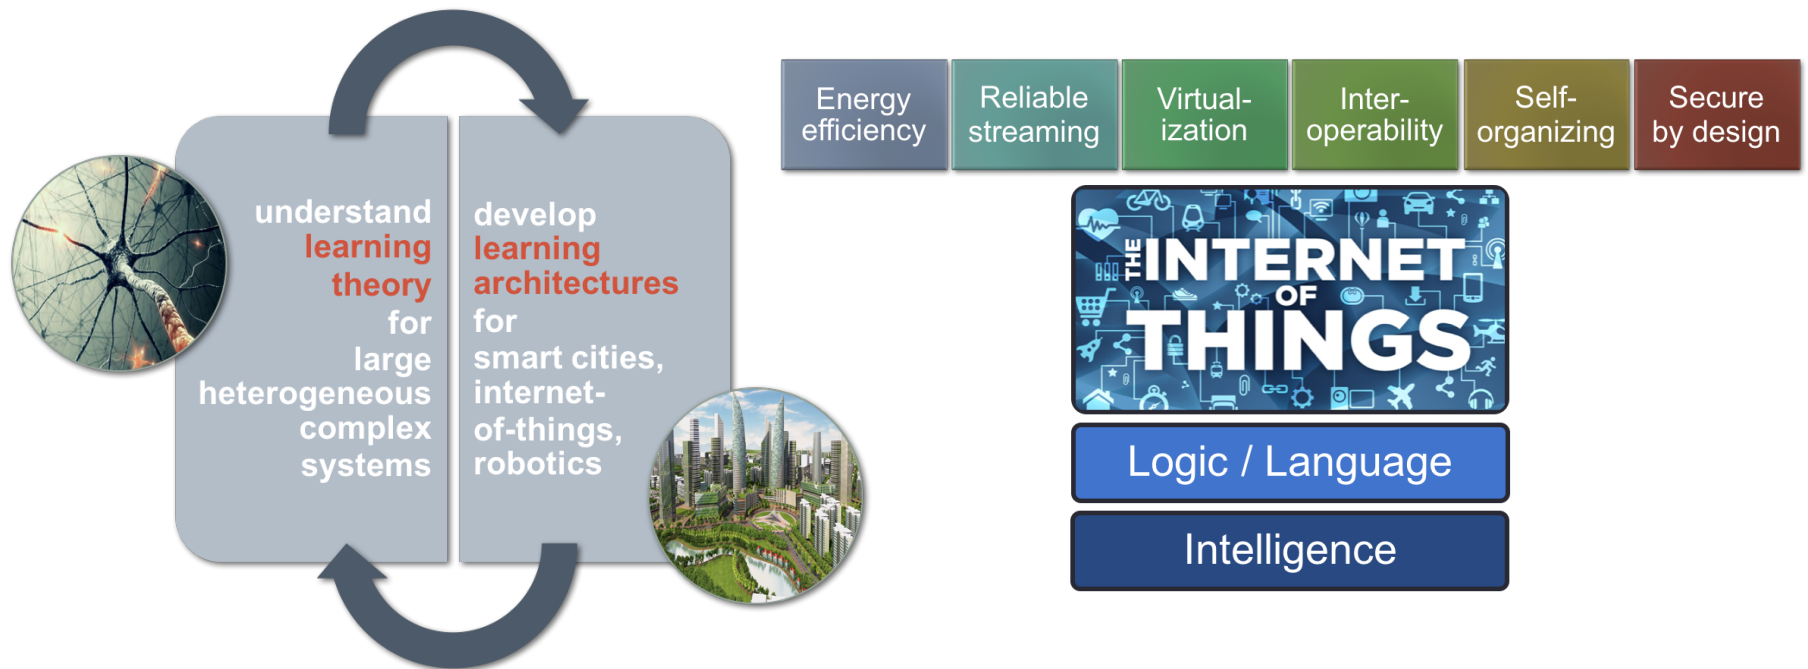 understand
learning
theory
for
large
heterogeneous
complex
systems
develop
learning
architectures
for
smart cities,
internet-
of-things,
robotics
Energy
efficiency
Reliable
streaming
Virtual-
ization
Inter-
operability
Self-
organizing
Secure
by design
THE INTERNET
OF
THINGS
Logic / Language
Intelligence